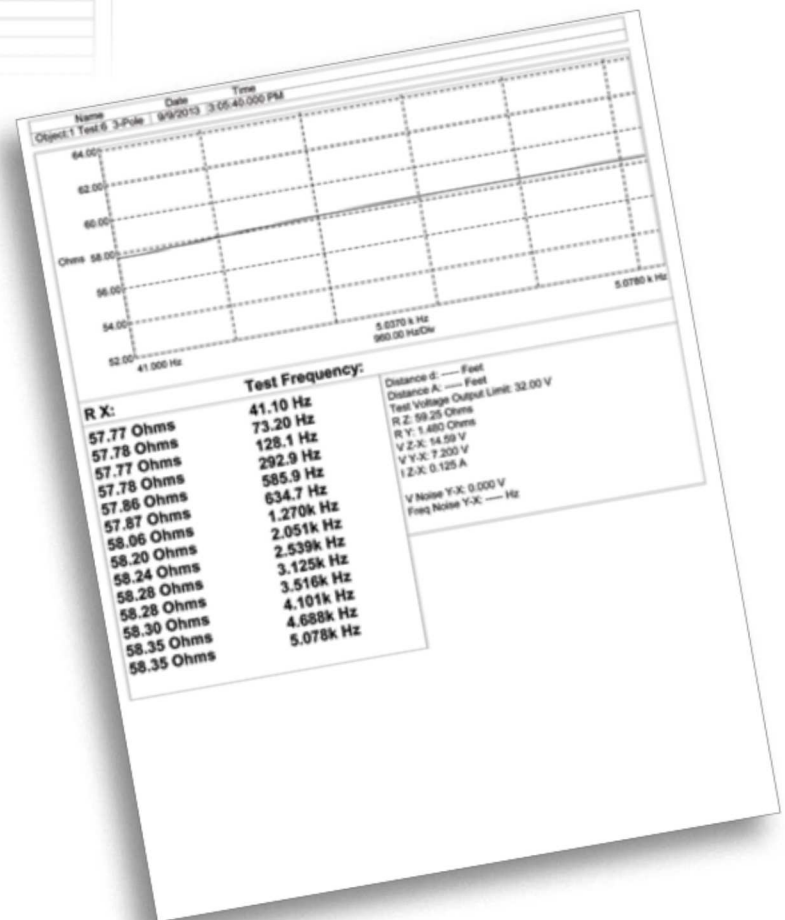 Name Date Time
Object:1 Test:6 3-Pole 9/9/2013 3:05:40.000 PM
64.00
62.00
60.00
Ohms 58.00
56.00
54.00
52.00
41.000 Hz 5.0370 k Hz 5.0780 k Hz
960.00 Hz/Div
R X: Test Frequency:
57.77 Ohms 41.10 Hz
57.78 Ohms 73.20 Hz
57.77 Ohms 128.1 Hz
57.78 Ohms 292.9 Hz
57.86 Ohms 585.9 Hz
57.87 Ohms 634.7 Hz
58.06 Ohms 1.270k Hz
58.20 Ohms 2.051k Hz
58.24 Ohms 2.539k Hz
58.28 Ohms 3.125k Hz
58.28 Ohms 3.516k Hz
58.30 Ohms 4.101k Hz
58.35 Ohms 4.688k Hz
58.35 Ohms 5.078k Hz
Distance d: ---- Feet
Distance A: ---- Feet
Test Voltage Output Limit: 32.00 V
R Z: 59.25 Ohms
R Y: 1.480 Ohms
V Z-X: 14.59 V
V Y-X: 7.200 V
I Z-X: 0.125 A
V Noise Y-X: 0.000 V
Freq Noise Y-X: ---- Hz